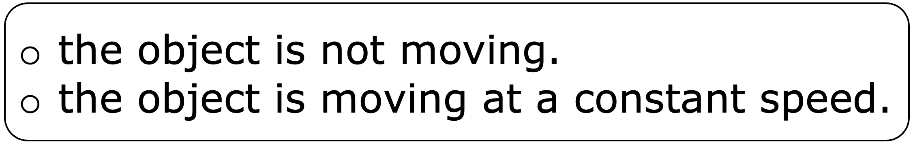 ○ the object is not moving.
○ the object is moving at a constant speed.